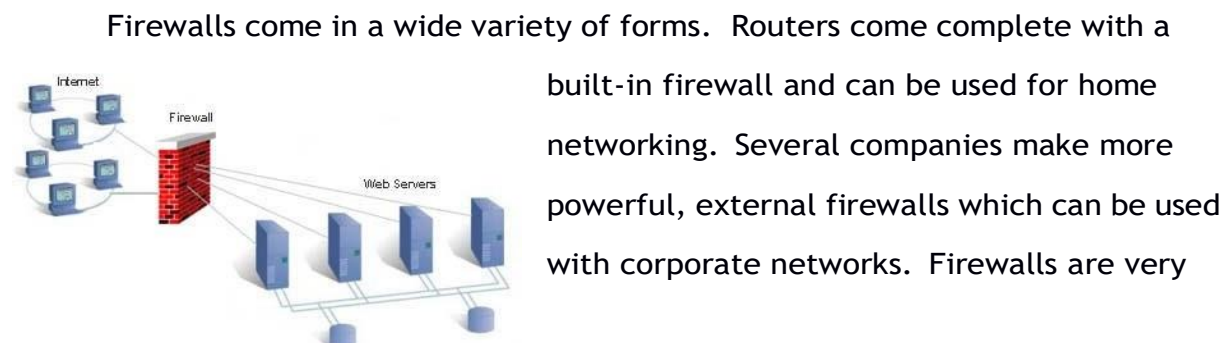 Firewalls come in a wide variety of forms. Routers come complete with a
built-in firewall and can be used for home
networking. Several companies make more
powerful, external firewalls which can be used
with corporate networks. Firewalls are very
Internet
Firewall
Web Servers